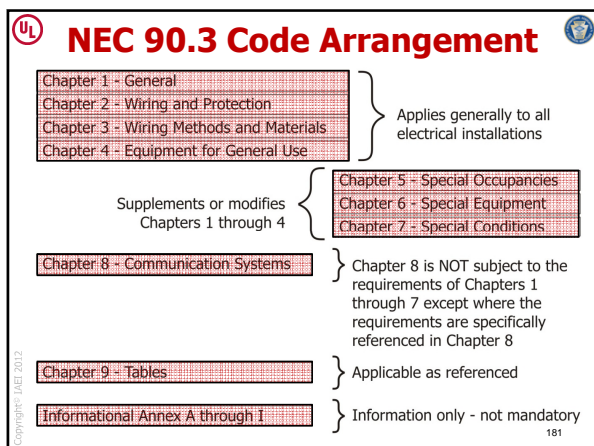 UL
NEC 90.3 Code Arrangement
Chapter 1 - General
Chapter 2 - Wiring and Protection
Chapter 3 - Wiring Methods and Materials
Chapter 4 - Equipment for General Use
Applies generally to all
electrical installations
Supplements or modifies
Chapters 1 through 4
Chapter 5 - Special Occupancies
Chapter 6 - Special Equipment
Chapter 7 - Special Conditions
Chapter 8 - Communication Systems
Chapter 8 is NOT subject to the
requirements of Chapters 1
through 7 except where the
requirements are specifically
referenced in Chapter 8
Chapter 9 - Tables
Applicable as referenced
Informational Annex A through I
Information only - not mandatory
Copyright© IAEI 2012
181